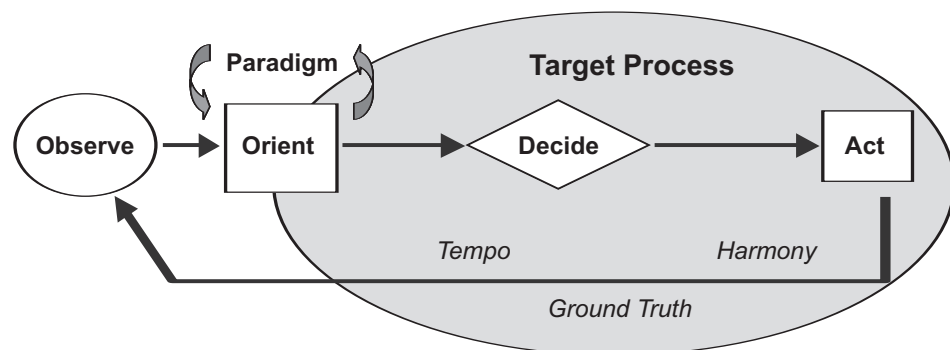 Paradigm
Target Process
Observe
Orient
Decide
Act
Tempo
Harmony
Ground Truth